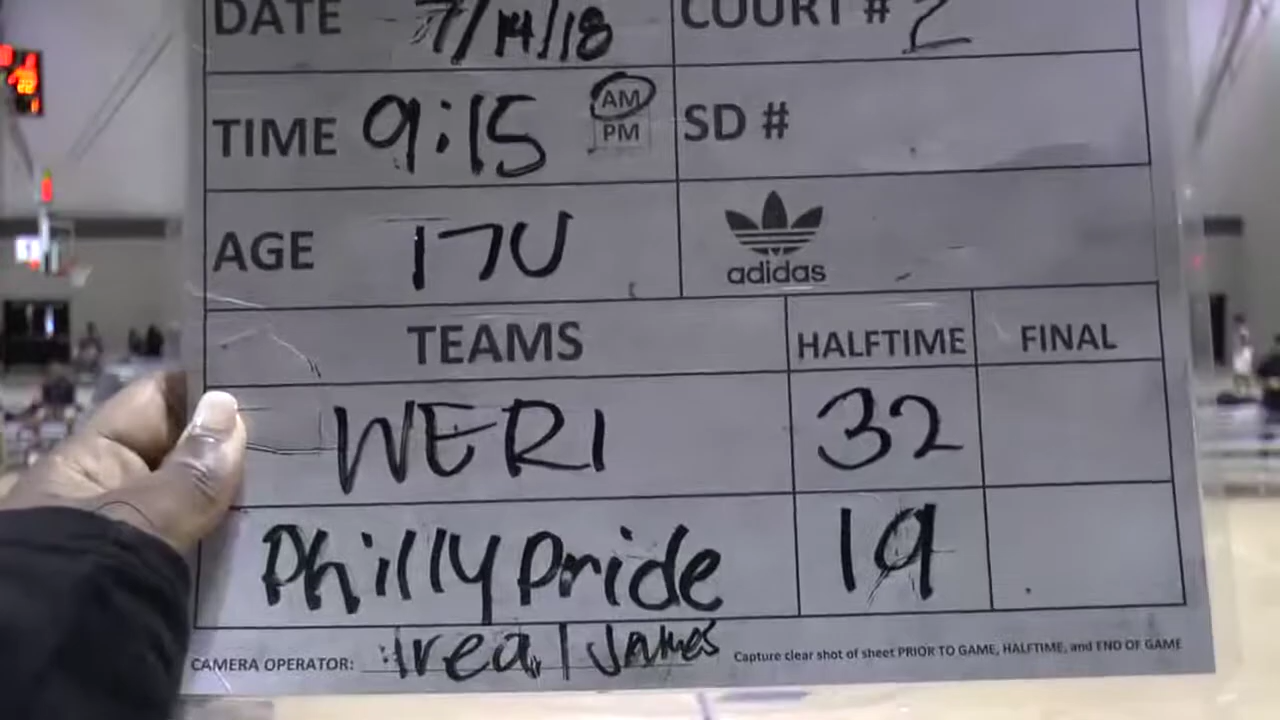 DATE 7/14/18 COURT # 2
TIME 9:15 AM PM SD #
AGE 17U adidas
TEAMS HALFTIME FINAL
WERI 32
Philly Pride 19
CAMERA OPERATOR: James Capture clear shot of sheet PRIOR TO GAME, HALFTIME, and END OF GAME